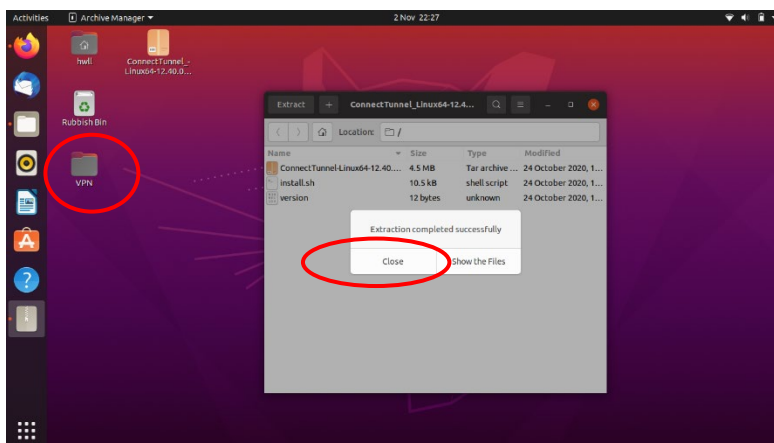 Activities Archive Manager 2 Nov 22:27
hwll
ConnectTunnel_-
Linux64-12.40.0...
Rubbish Bin
VPN
Extract + ConnectTunnel_Linux64-12.4...
Location: /
Name Size Type Modified
ConnectTunnel-Linux64-12.40.... 4.5 MB Tar archive ... 24 October 2020, 1...
install.sh 10.5 kB shell script 24 October 2020, 1...
version 12 bytes unknown 24 October 2020, 1...
Extraction completed successfully
Close Show the Files